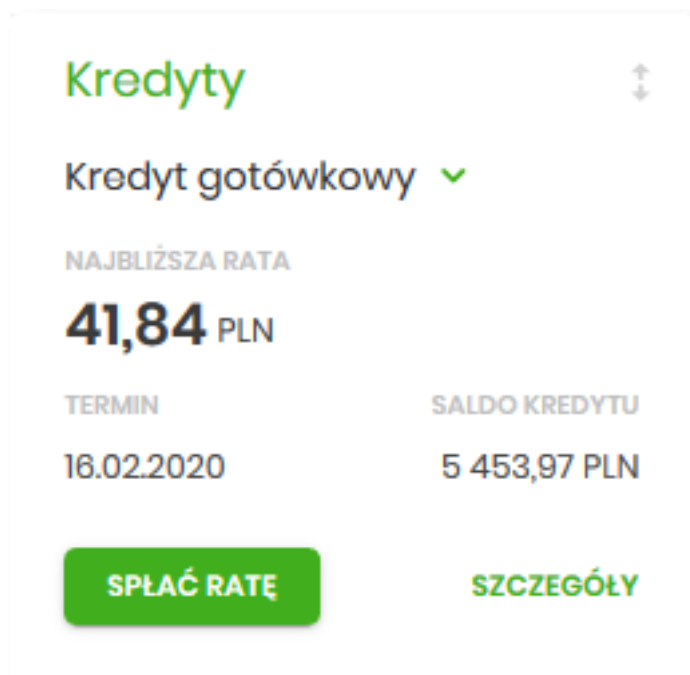 Kredyty
Kredyt gotówkowy
NAJBLIŻSZA RATA
41,84 PLN
TERMIN SALDO KREDYTU
16.02.2020 5 453,97 PLN
SPŁAĆ RATĘ SZCZEGÓŁY